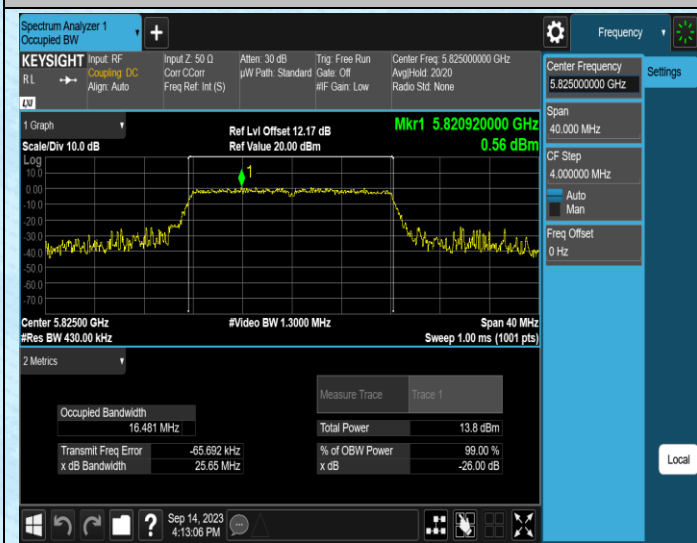 Spectrum Analyzer 1
Occupied BW
Frequency
KEYSIGHT
RL
Input: RF
Coupling: DC
Align: Auto
Input Z: 50 Ω
Corr CCorr
Freq Ref: Int (S)
Atten: 30 dB
µW Path: Standard
Trig: Free Run
Gate: Off
#IF Gain: Low
Center Freq: 5.825000000 GHz
Avg|Hold: 20/20
Radio Std: None
Center Frequency
5.825000000 GHz
Settings
Span
40.000 MHz
CF Step
4.000000 MHz
Auto
Man
Freq Offset
0 Hz
1 Graph
Scale/Div 10.0 dB
Ref Lvl Offset 12.17 dB
Ref Value 20.00 dBm
Mkr1 5.820920000 GHz
0.56 dBm
Log
10.0
0.00
-10.0
-20.0
-30.0
-40.0
-50.0
-60.0
-70.0
1
Center 5.82500 GHz
#Res BW 430.00 kHz
#Video BW 1.3000 MHz
Span 40 MHz
Sweep 1.00 ms (1001 pts)
2 Metrics
Measure Trace
Trace 1
Occupied Bandwidth
16.481 MHz
Total Power
13.8 dBm
Transmit Freq Error
-65.692 kHz
% of OBW Power
99.00 %
x dB Bandwidth
25.65 MHz
x dB
-26.00 dB
Local
?
Sep 14, 2023
4:13:06 PM